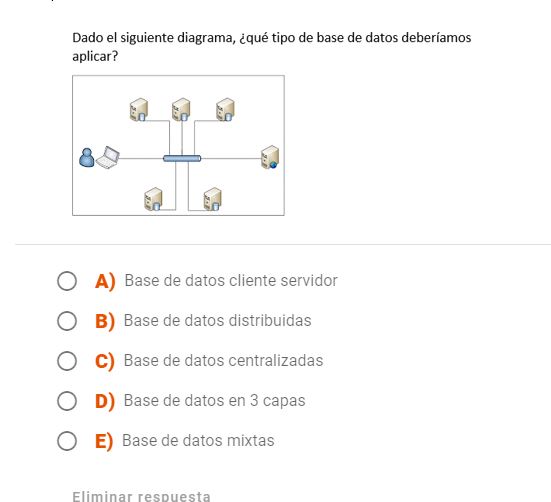 Dado el siguiente diagrama, ¿qué tipo de base de datos deberíamos
aplicar?
A) Base de datos cliente servidor
B) Base de datos distribuidas
C) Base de datos centralizadas
D) Base de datos en 3 capas
E) Base de datos mixtas
Eliminar respuesta